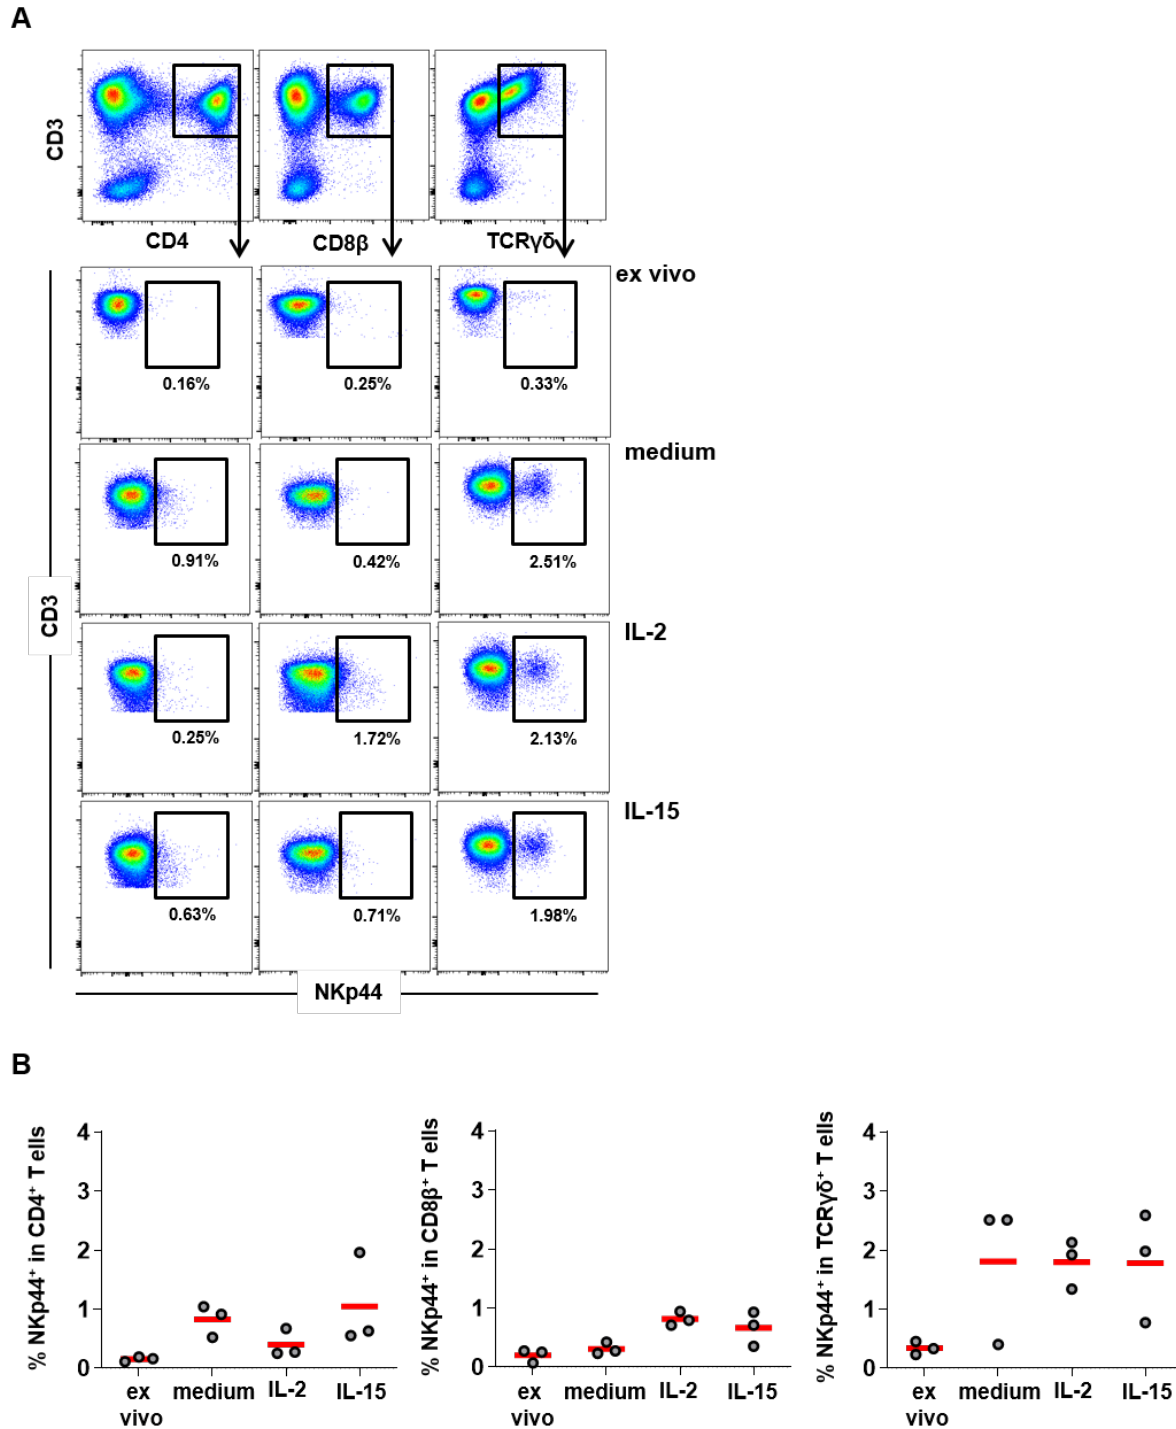 A
CD3
CD4
CD8β
TCRγδ
ex vivo
0.16%
0.25%
0.33%
medium
0.91%
0.42%
2.51%
CD3
IL-2
0.25%
1.72%
2.13%
IL-15
0.63%
0.71%
1.98%
NKp44
B
% NKp44⁺ in CD4⁺ T ells
4
3
2
1
0
ex vivo
medium
IL-2
IL-15
% NKp44⁺ in CD8β⁺ T ells
4
3
2
1
0
ex vivo
medium
IL-2
IL-15
% NKp44⁺ in TCRγδ⁺ T ells
4
3
2
1
0
ex vivo
medium
IL-2
IL-15